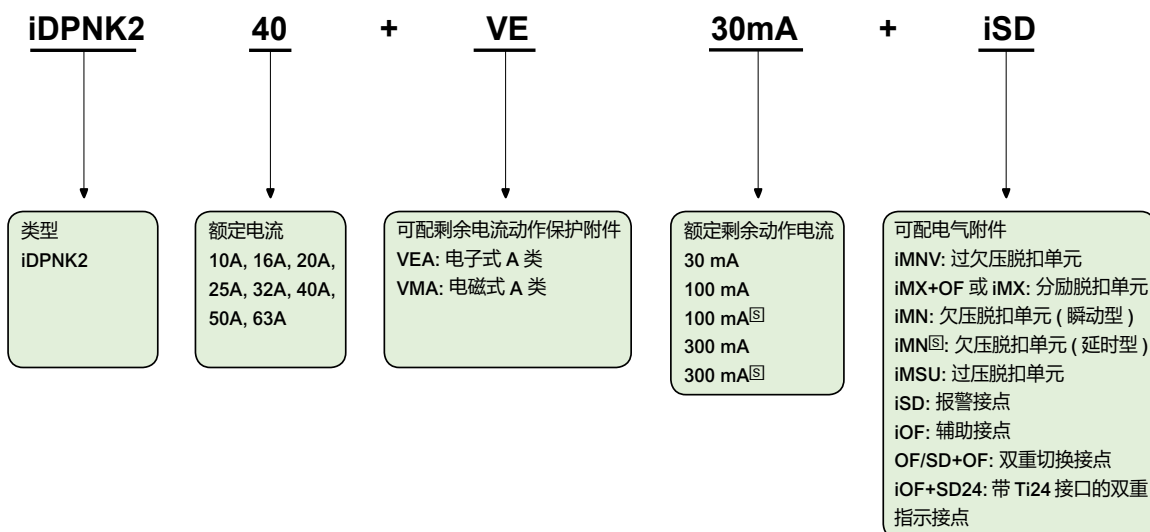 iDPNK2 40 + VE 30mA + iSD
类型
iDPNK2
额定电流
10A, 16A, 20A,
25A, 32A, 40A,
50A, 63A
可配剩余电流动作保护附件
VEA: 电子式 A 类
VMA: 电磁式 A 类
额定剩余动作电流
30 mA
100 mA
100 mA🅂
300 mA
300 mA🅂
可配电气附件
iMNV: 过欠压脱扣单元
iMX+OF 或 iMX: 分励脱扣单元
iMN: 欠压脱扣单元 ( 瞬动型 )
iMN🅂: 欠压脱扣单元 ( 延时型 )
iMSU: 过压脱扣单元
iSD: 报警接点
iOF: 辅助接点
OF/SD+OF: 双重切换接点
iOF+SD24: 带 Ti24 接口的双重
指示接点